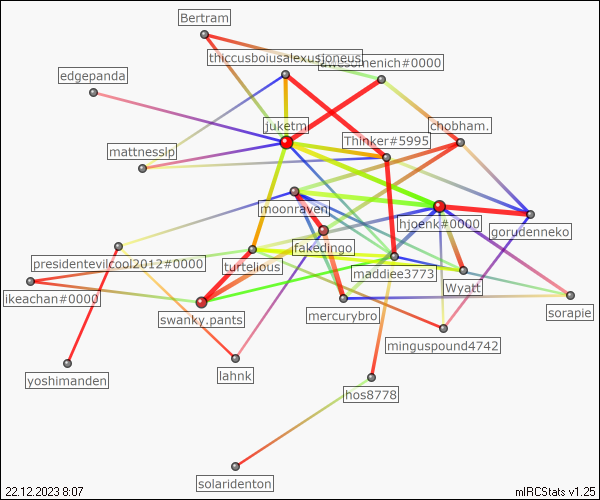 Bertram
thiccusboiusalexusjoneus
awesomenich#0000
edgepanda
juketm
chobham.
Thinker#5995
mattnesslp
moonraven
hjoenk#0000
gorudenneko
fakedingo
presidentevilcool2012#0000
turtelious
maddiee3773
Wyatt
ikeachan#0000
swanky.pants
mercurybro
sorapie
minguspound4742
yoshimanden
lahnk
hos8778
solaridenton
22.12.2023 8:07
mIRCStats v1.25